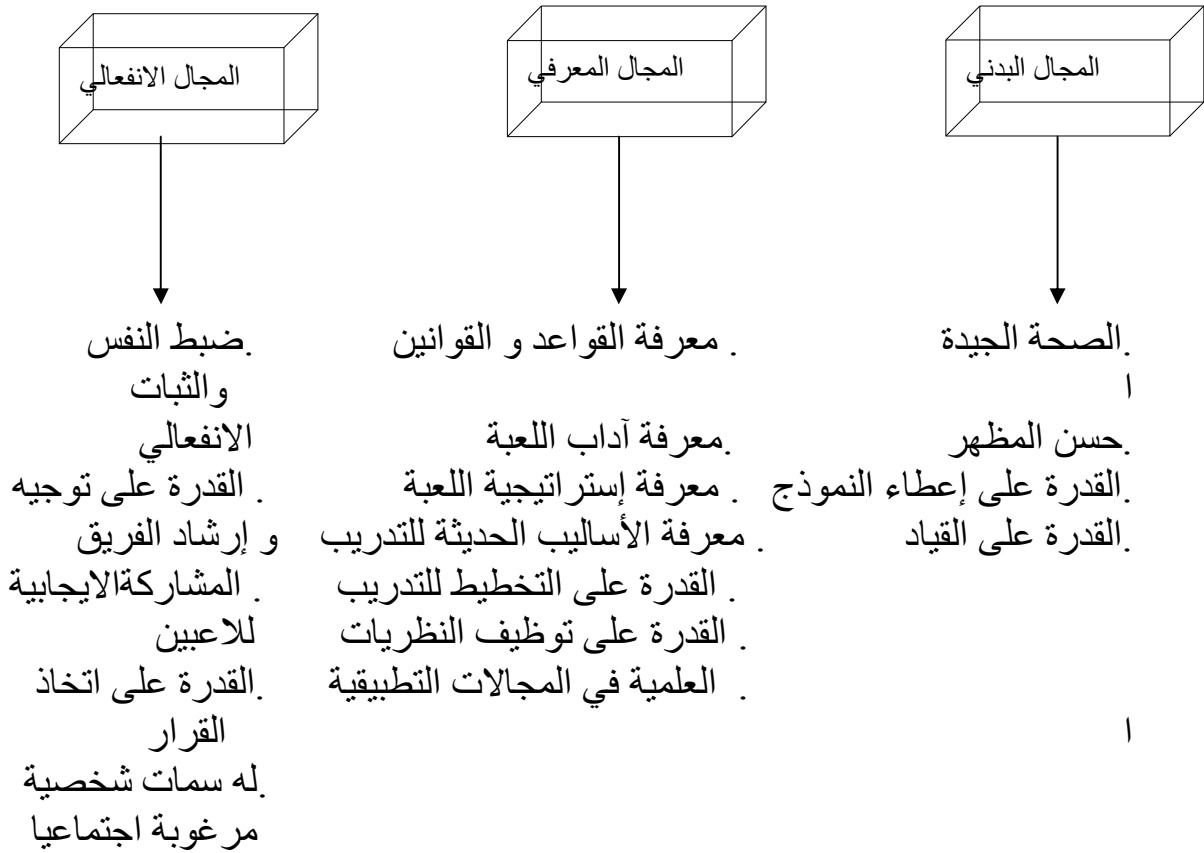 المجال البدني
المجال المعرفي
المجال الانفعالي
.الصحة الجيدة
ا
.حسن المظهر
.القدرة على إعطاء النموذج
.القدرة على القياد
ا
. معرفة القواعد و القوانين
.معرفة آداب اللعبة
. معرفة إستراتيجية اللعبة
. معرفة الأساليب الحديثة للتدريب
. القدرة على التخطيط للتدريب
. القدرة على توظيف النظريات
. العلمية في المجالات التطبيقية
.ضبط النفس
والثبات
الانفعالي
. القدرة على توجيه
و إرشاد الفريق
. المشاركةالايجابية
للاعبين
.القدرة على اتخاذ
القرار
.له سمات شخصية
مرغوبة اجتماعيا